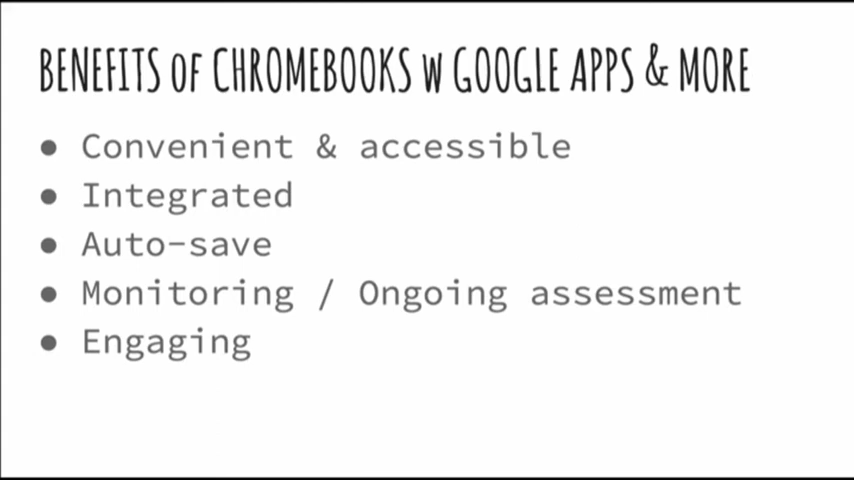 BENEFITS of CHROMEBOOKS w GOOGLE APPS & MORE
● Convenient & accessible
● Integrated
● Auto-save
● Monitoring / Ongoing assessment
● Engaging